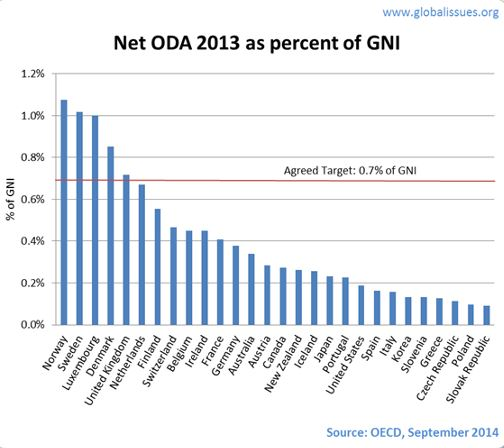 www.globalissues.org
Net ODA 2013 as percent of GNI
1.2%
1.0%
0.8%
0.6%
0.4%
0.2%
0.0%
% of GNI
Agreed Target: 0.7% of GNI
Norway
Sweden
Luxembourg
Denmark
United Kingdom
Netherlands
Finland
Switzerland
Belgium
Ireland
France
Germany
Australia
Austria
Canada
New Zealand
Iceland
Japan
Portugal
United States
Spain
Italy
Korea
Slovenia
Greece
Czech Republic
Poland
Slovak Republic
Source: OECD, September 2014